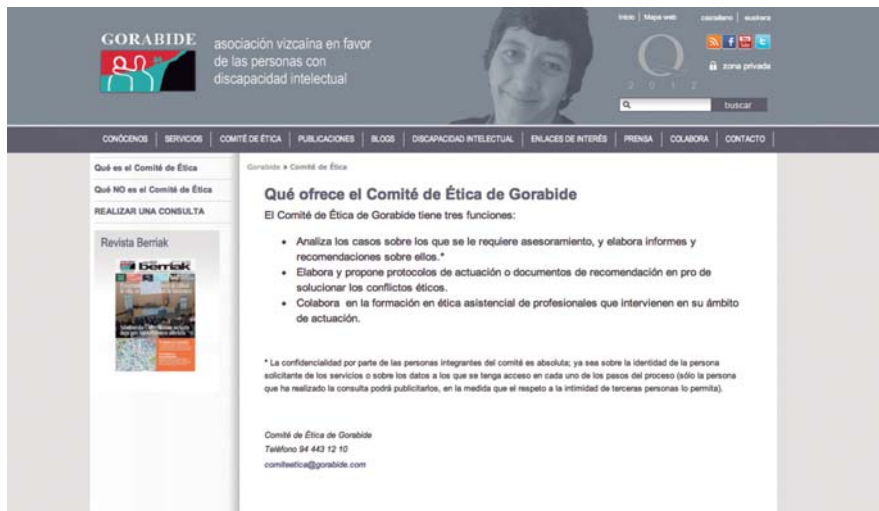 Inicio | Mapa web castellano | euskera
GORABIDE
asociación vizcaína en favor
de las personas con
discapacidad intelectual
Q
2 0 1 2
zona privada
buscar
CONÓCENOS | SERVICIOS | COMITÉ DE ÉTICA | PUBLICACIONES | BLOGS | DISCAPACIDAD INTELECTUAL | ENLACES DE INTERÉS | PRENSA | COLABORA | CONTACTO |
Qué es el Comité de Ética
Qué NO es el Comité de Ética
REALIZAR UNA CONSULTA
Revista Berriak
berriak
Gorabide » Comité de Ética
Qué ofrece el Comité de Ética de Gorabide
El Comité de Ética de Gorabide tiene tres funciones:
• Analiza los casos sobre los que se le requiere asesoramiento, y elabora informes y
recomendaciones sobre ellos.*
• Elabora y propone protocolos de actuación o documentos de recomendación en pro de
solucionar los conflictos éticos.
• Colabora en la formación en ética asistencial de profesionales que intervienen en su ámbito
de actuación.
* La confidencialidad por parte de las personas integrantes del comité es absoluta; ya sea sobre la identidad de la persona
solicitante de los servicios o sobre los datos a los que se tenga acceso en cada uno de los pasos del proceso (sólo la persona
que ha realizado la consulta podrá publicitarlos, en la medida que el respeto a la intimidad de terceras personas lo permita).
Comité de Ética de Gorabide
Teléfono 94 443 12 10
comiteetica@gorabide.com